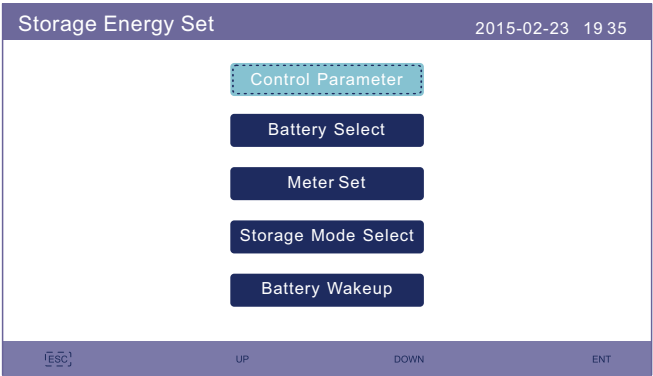 Storage Energy Set 2015-02-23 19 35
Control Parameter
Battery Select
Meter Set
Storage Mode Select
Battery Wakeup
ESC UP DOWN ENT